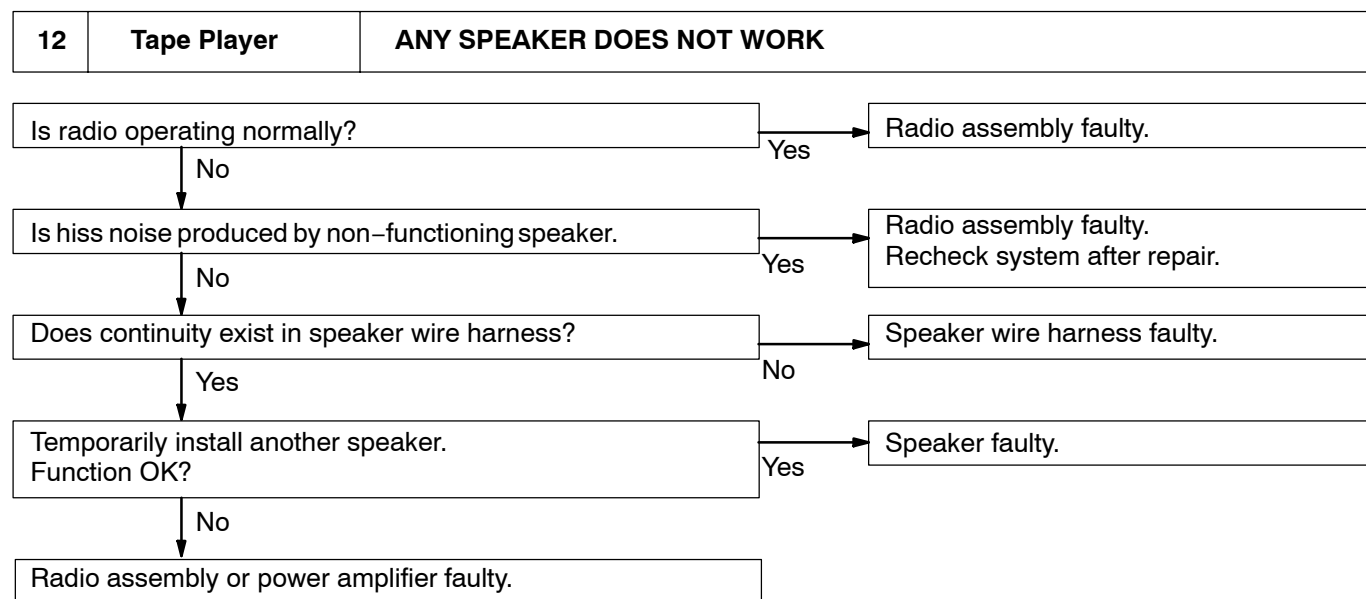 12 Tape Player ANY SPEAKER DOES NOT WORK
Is radio operating normally?
Yes
Radio assembly faulty.
No
Is hiss noise produced by non−functioning speaker.
Yes
Radio assembly faulty.
Recheck system after repair.
No
Does continuity exist in speaker wire harness?
No
Speaker wire harness faulty.
Yes
Temporarily install another speaker.
Function OK?
Yes
Speaker faulty.
No
Radio assembly or power amplifier faulty.